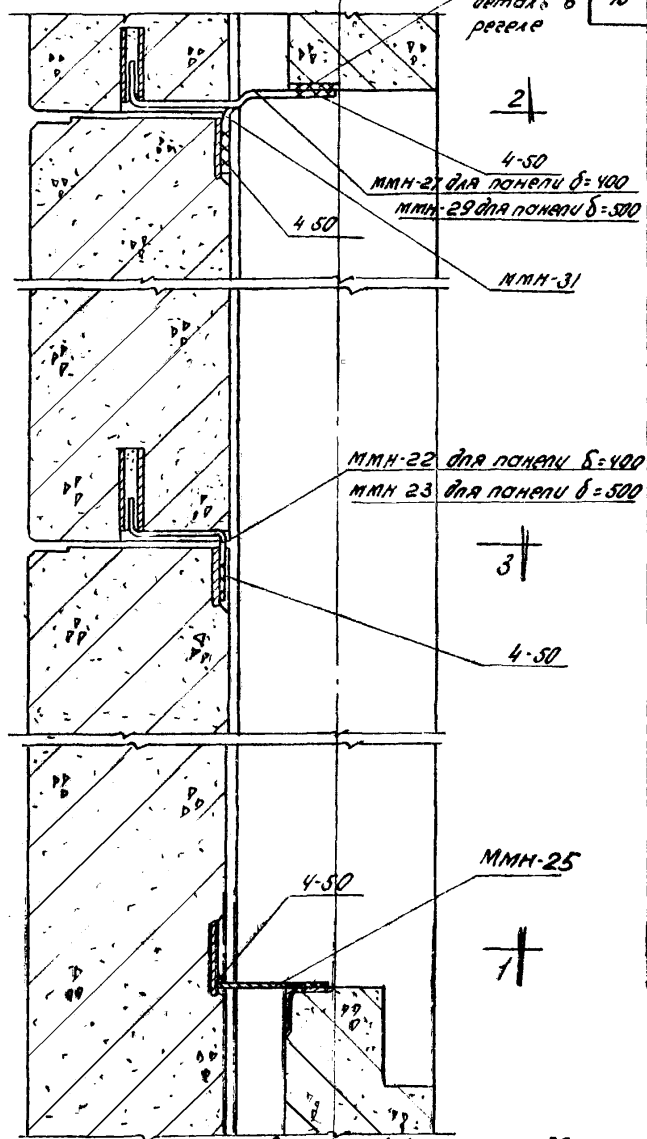 деталь в
регеле
2
4-50
ММН-27 для панели δ=400
ММН-29 для панели δ=500
4 50
ММН-31
ММН-22 для панели δ=400
ММН 23 для панели δ=500
3
4-50
ММН-25
4-50
1